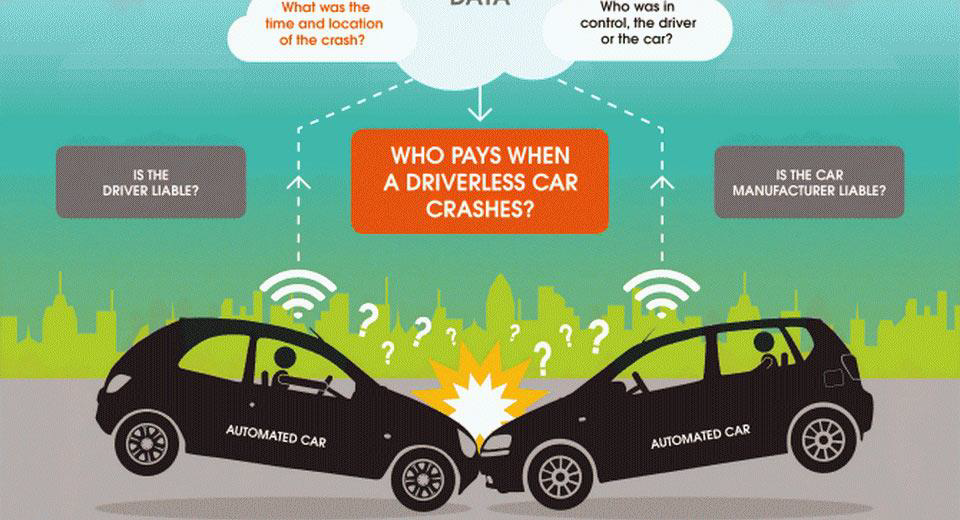 DATA
What was the
time and location
of the crash?
Who was in
control, the driver
or the car?
IS THE
DRIVER LIABLE?
WHO PAYS WHEN
A DRIVERLESS CAR
CRASHES?
IS THE CAR
MANUFACTURER LIABLE?
? ? ? ? ? ? ? ?
AUTOMATED CAR
AUTOMATED CAR